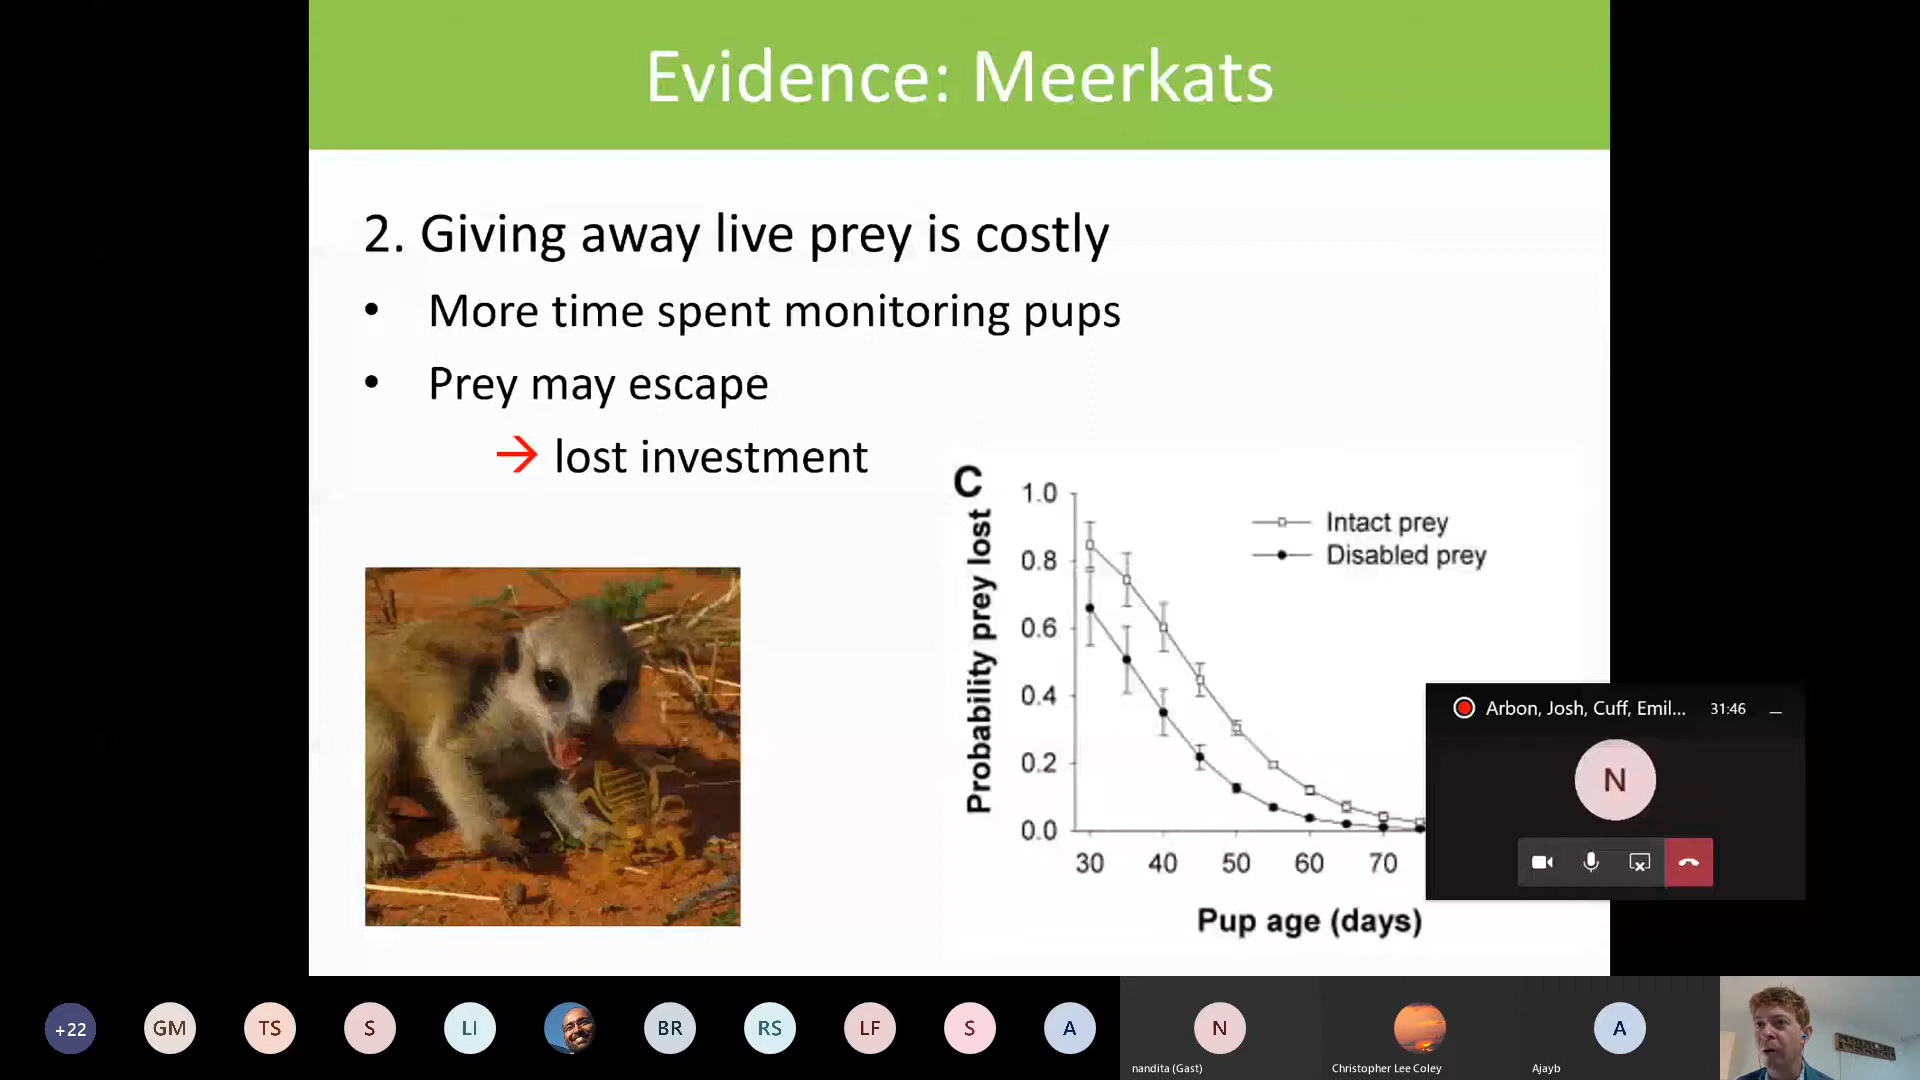 Evidence: Meerkats
2. Giving away live prey is costly
• More time spent monitoring pups
• Prey may escape
→ lost investment
C
Probability prey lost
1.0
0.8
0.6
0.4
0.2
0.0
Intact prey
Disabled prey
30 40 50 60 70
Pup age (days)
Arbon, Josh, Cuff, Emil... 31:46
N
+22 GM TS S LI BR RS LF S A N A
nandita (Gast) Christopher Lee Coley Ajayb